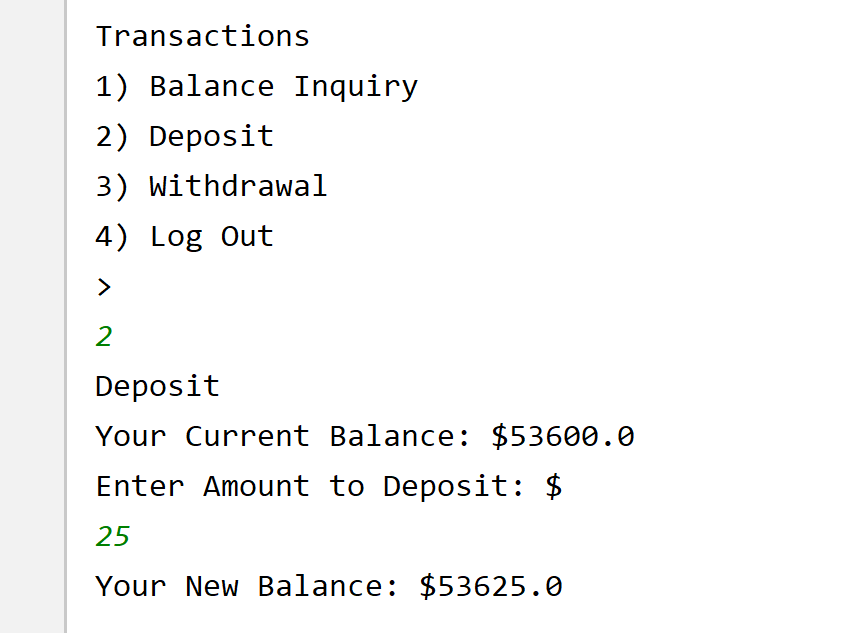 Transactions
1) Balance Inquiry
2) Deposit
3) Withdrawal
4) Log Out
>
2
Deposit
Your Current Balance: $53600.0
Enter Amount to Deposit: $
25
Your New Balance: $53625.0